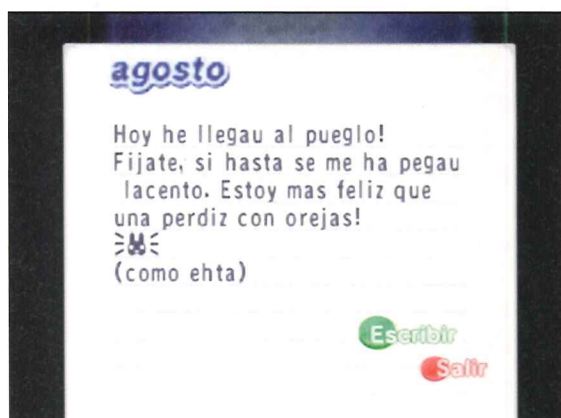 agosto
Hoy he llegau al pueglo!
Fijate, si hasta se me ha pegau
lacento. Estoy mas feliz que
una perdiz con orejas!
(como ehta)
Escribir
Salir